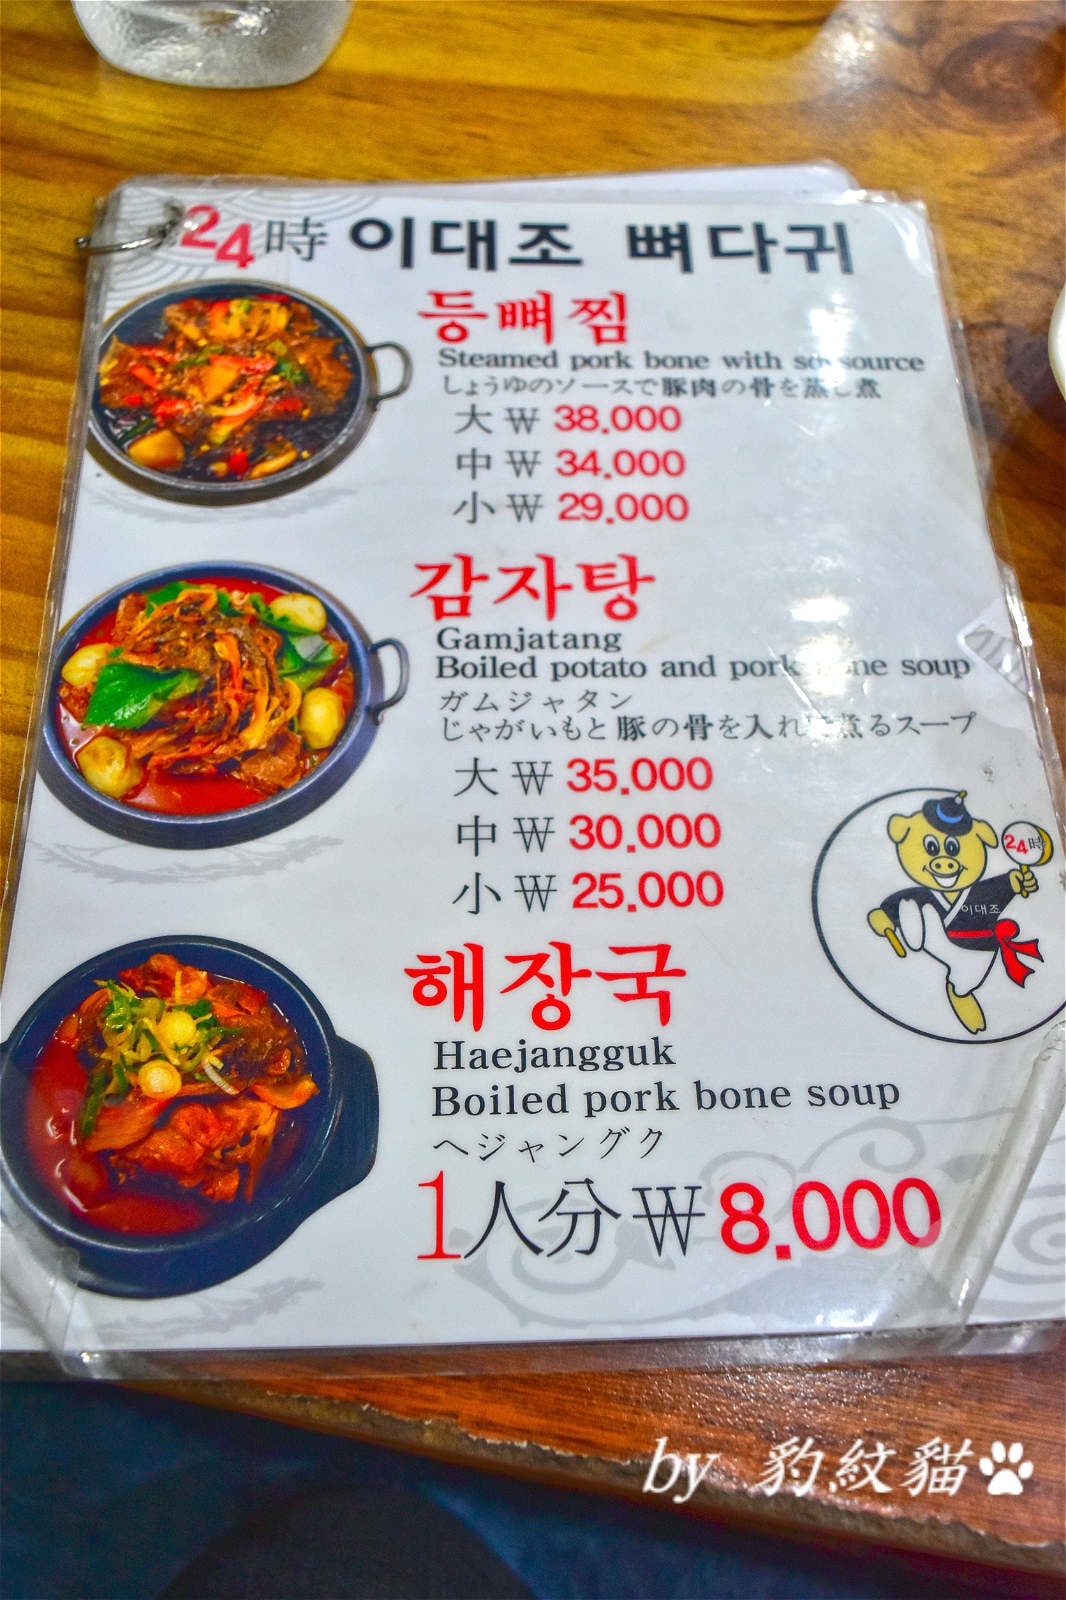 24時 이대조 뼈다귀
등뼈찜
Steamed pork bone with soy source
しょうゆのソースで豚肉の骨を蒸し煮
大 ₩ 38.000
中 ₩ 34.000
小 ₩ 29.000
감자탕
Gamjatang
Boiled potato and pork bone soup
ガムジャタン
じゃがいもと豚の骨を入れ煮るスープ
大 ₩ 35.000
中 ₩ 30.000
小 ₩ 25.000
24時
이대조
해장국
Haejangguk
Boiled pork bone soup
ヘジャングク
1人分 ₩ 8.000
by 豹紋貓